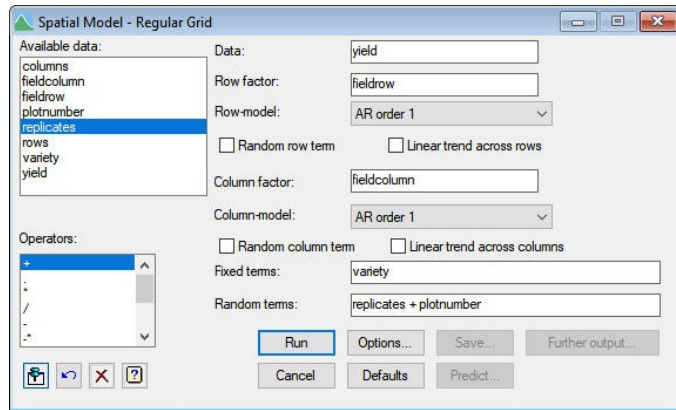 Spatial Model - Regular Grid
Available data:
columns
fieldcolumn
fieldrow
plotnumber
replicates
rows
variety
yield
Data: yield
Row factor: fieldrow
Row-model: AR order 1
Random row term Linear trend across rows
Column factor: fieldcolumn
Column-model: AR order 1
Random column term Linear trend across columns
Operators:
+
.
*
/
-
-*
Fixed terms: variety
Random terms: replicates + plotnumber
Run Options... Save... Further output...
Cancel Defaults Predict...